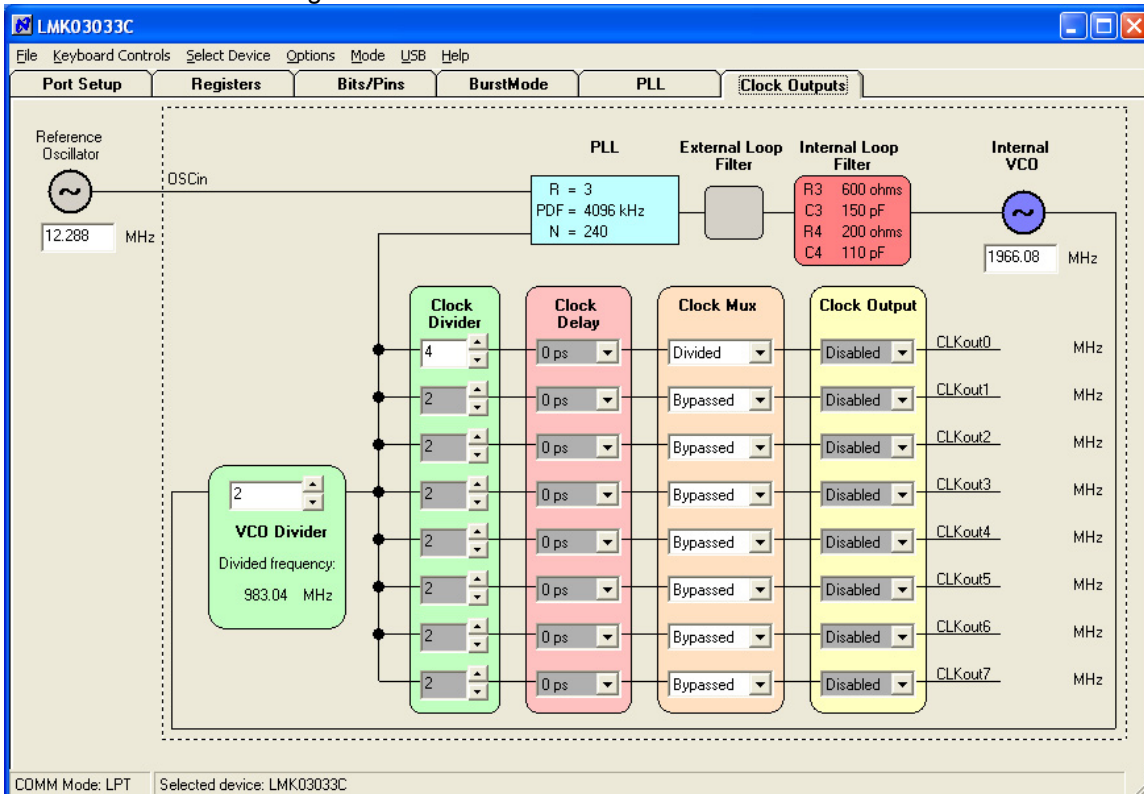 LMK03033C
File Keyboard Controls Select Device Options Mode USB Help
Port Setup Registers Bits/Pins BurstMode PLL Clock Outputs
Reference
Oscillator
OSCin
12.288 MHz
PLL
R = 3
PDF = 4096 kHz
N = 240
External Loop
Filter
Internal Loop
Filter
R3 600 ohms
C3 150 pF
R4 200 ohms
C4 110 pF
Internal
VCO
1966.08 MHz
Clock
Divider
Clock
Delay
Clock Mux
Clock Output
4 0 ps Divided Disabled CLKout0 MHz
2 0 ps Bypassed Disabled CLKout1 MHz
2 0 ps Bypassed Disabled CLKout2 MHz
2 0 ps Bypassed Disabled CLKout3 MHz
2 0 ps Bypassed Disabled CLKout4 MHz
2 0 ps Bypassed Disabled CLKout5 MHz
2 0 ps Bypassed Disabled CLKout6 MHz
2 0 ps Bypassed Disabled CLKout7 MHz
2
VCO Divider
Divided frequency:
983.04 MHz
COMM Mode: LPT Selected device: LMK03033C